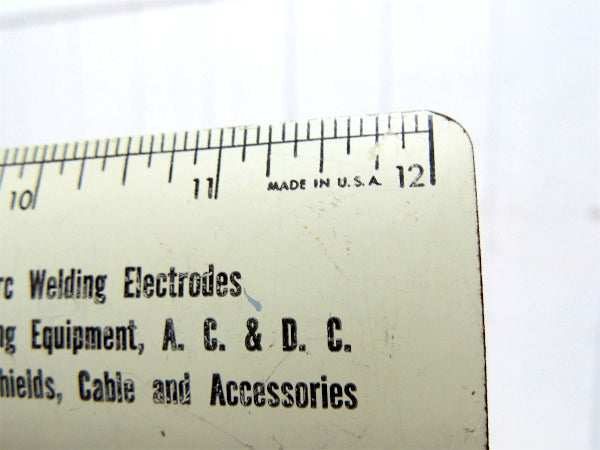 10 11 MADE IN U.S.A. 12
rc Welding Electrodes
ng Equipment, A. C. & D. C.
hields, Cable and Accessories